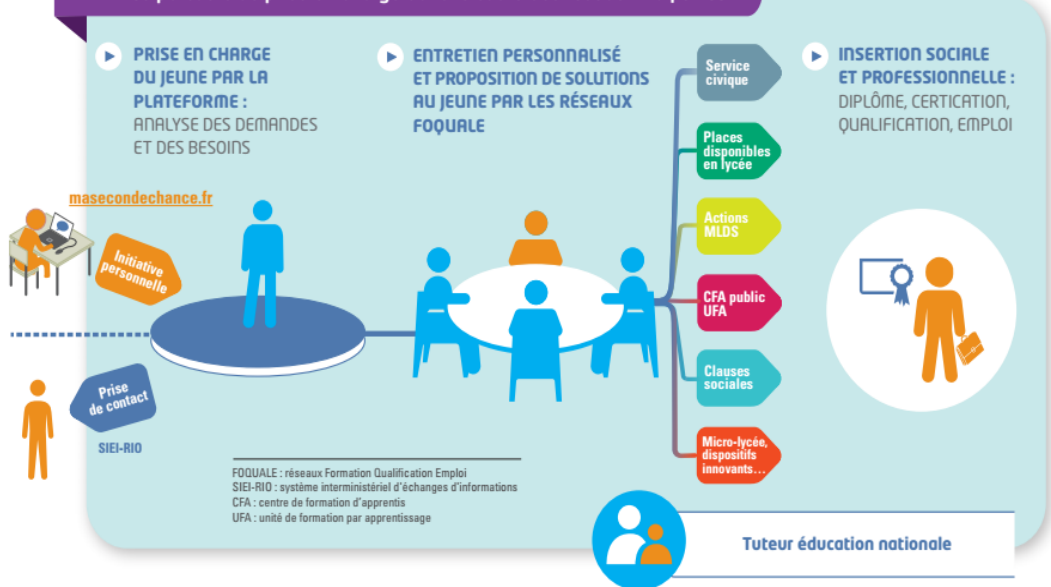 PRISE EN CHARGE
DU JEUNE PAR LA
PLATEFORME :
ANALYSE DES DEMANDES
ET DES BESOINS
ENTRETIEN PERSONNALISÉ
ET PROPOSITION DE SOLUTIONS
AU JEUNE PAR LES RÉSEAUX
FOQUALE
Service
civique
Places
disponibles
en lycée
Actions
MLDS
CFA public
UFA
Clauses
sociales
Micro-lycée,
dispositifs
innovants…
INSERTION SOCIALE
ET PROFESSIONNELLE :
DIPLÔME, CERTICATION,
QUALIFICATION, EMPLOI
masecondechance.fr
Initiative
personnelle
Prise
de contact
SIEI-RIO
FOQUALE : réseaux Formation Qualification Emploi
SIEI-RIO : système interministériel d'échanges d'informations
CFA : centre de formation d'apprentis
UFA : unité de formation par apprentissage
Tuteur éducation nationale